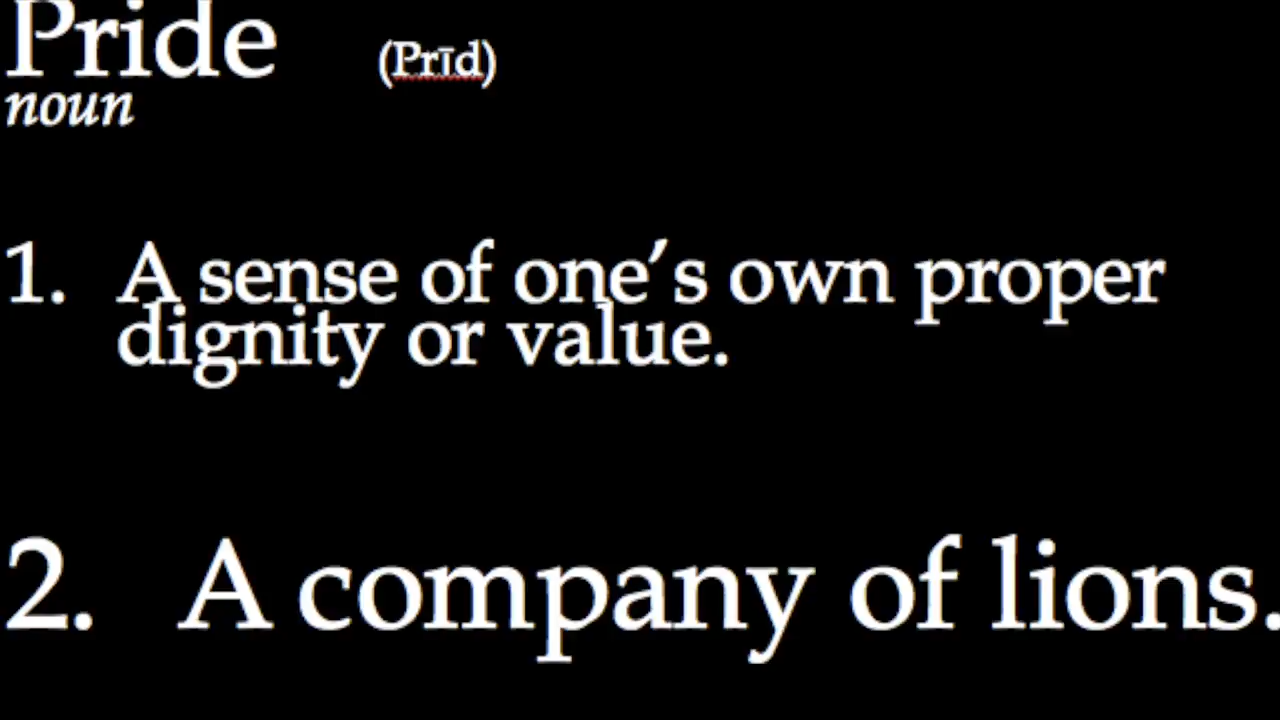 Pride (Prīd)
noun
1. A sense of one’s own proper
dignity or value.
2. A company of lions.